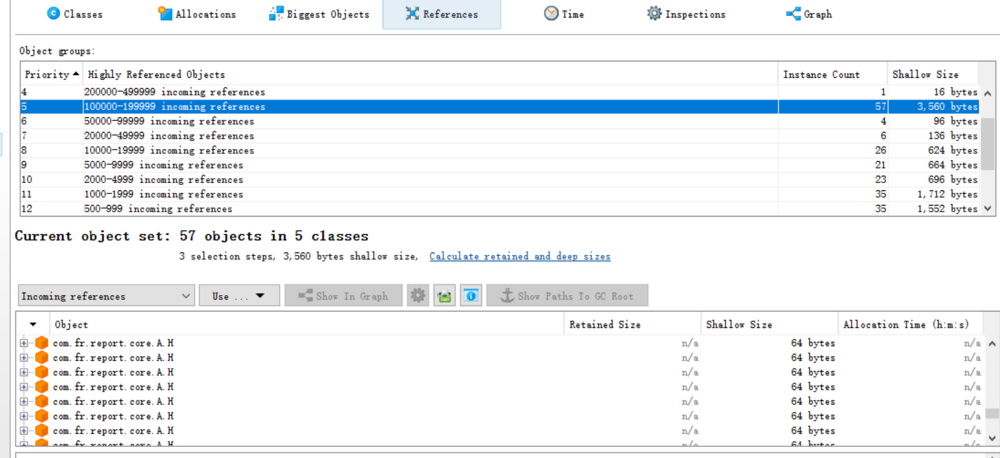 Classes Allocations Biggest Objects References Time Inspections Graph
Object groups:
Priority Highly Referenced Objects Instance Count Shallow Size
4 200000-499999 incoming references 1 16 bytes
5 100000-199999 incoming references 57 3,560 bytes
6 50000-99999 incoming references 4 96 bytes
7 20000-49999 incoming references 6 136 bytes
8 10000-19999 incoming references 26 624 bytes
9 5000-9999 incoming references 21 664 bytes
10 2000-4999 incoming references 23 696 bytes
11 1000-1999 incoming references 35 1,712 bytes
12 500-999 incoming references 35 1,552 bytes
Current object set: 57 objects in 5 classes
3 selection steps, 3,560 bytes shallow size, Calculate retained and deep sizes
Incoming references Use ... Show In Graph Show Paths To GC Root
Object Retained Size Shallow Size Allocation Time (h:m:s)
com.fr.report.core.A.H n/a 64 bytes n/a
com.fr.report.core.A.H n/a 64 bytes n/a
com.fr.report.core.A.H n/a 64 bytes n/a
com.fr.report.core.A.H n/a 64 bytes n/a
com.fr.report.core.A.H n/a 64 bytes n/a
com.fr.report.core.A.H n/a 64 bytes n/a
com.fr.report.core.A.H n/a 64 bytes n/a